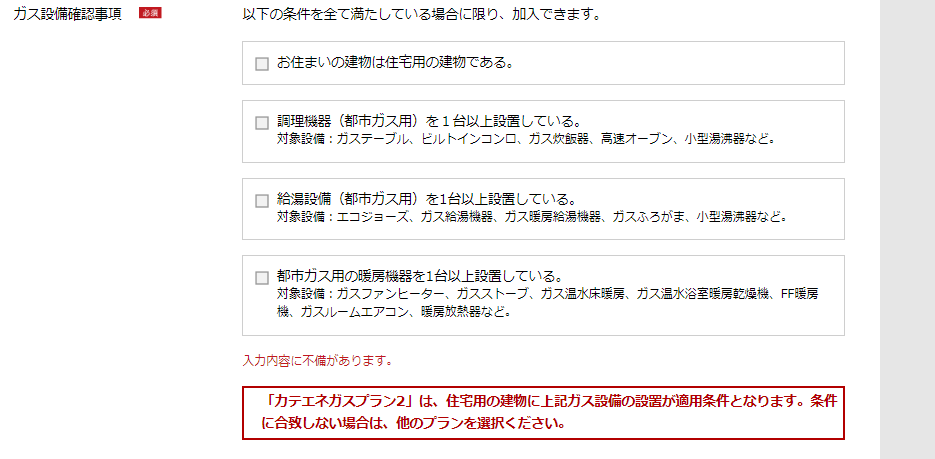 ガス設備確認事項 必須
以下の条件を全て満たしている場合に限り、加入できます。
お住まいの建物は住宅用の建物である。
調理機器（都市ガス用）を１台以上設置している。
対象設備：ガステーブル、ビルトインコンロ、ガス炊飯器、高速オーブン、小型湯沸器など。
給湯設備（都市ガス用）を1台以上設置している。
対象設備：エコジョーズ、ガス給湯機器、ガス暖房給湯機器、ガスふろがま、小型湯沸器など。
都市ガス用の暖房機器を1台以上設置している。
対象設備：ガスファンヒーター、ガスストーブ、ガス温水床暖房、ガス温水浴室暖房乾燥機、FF暖房
機、ガスルームエアコン、暖房放熱器など。
入力内容に不備があります。
「カテエネガスプラン2」は、住宅用の建物に上記ガス設備の設置が適用条件となります。条件
に合致しない場合は、他のプランを選択ください。